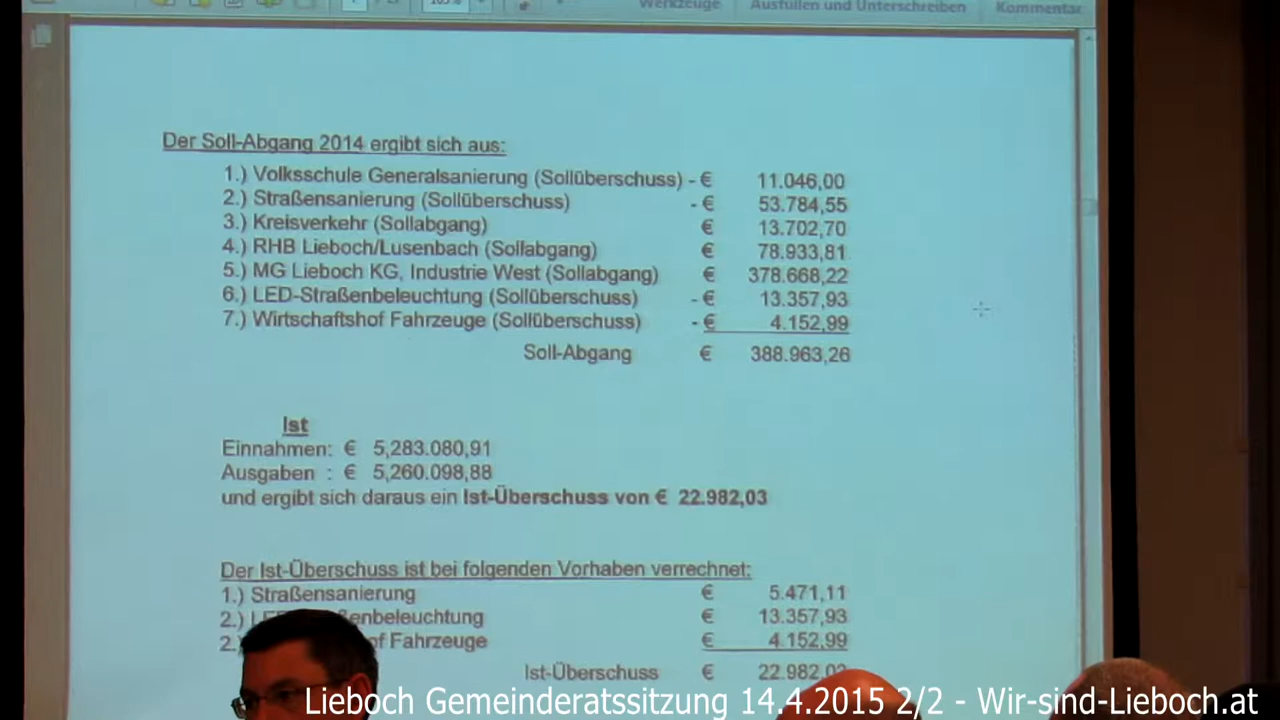 Werkzeuge Ausfüllen und Unterschreiben Kommentar
Der Soll-Abgang 2014 ergibt sich aus:
1.) Volksschule Generalsanierung (Sollüberschuss) - € 11.046,00
2.) Straßensanierung (Sollüberschuss) - € 53.784,55
3.) Kreisverkehr (Sollabgang) € 13.702,70
4.) RHB Lieboch/Lusenbach (Sollabgang) € 78.933,81
5.) MG Lieboch KG, Industrie West (Sollabgang) € 378.668,22
6.) LED-Straßenbeleuchtung (Sollüberschuss) - € 13.357,93
7.) Wirtschaftshof Fahrzeuge (Sollüberschuss) - € 4.152,99
Soll-Abgang € 388.963,26
Ist
Einnahmen: € 5,283.080,91
Ausgaben : € 5,260.098,88
und ergibt sich daraus ein Ist-Überschuss von € 22.982,03
Der Ist-Überschuss ist bei folgenden Vorhaben verrechnet:
1.) Straßensanierung € 5.471,11
2.) € 13.357,93
2.) Fahrzeuge € 4.152,99
Ist-Überschuss € 22.982,03
Lieboch Gemeinderatssitzung 14.4.2015 2/2 - Wir-sind-Lieboch.at